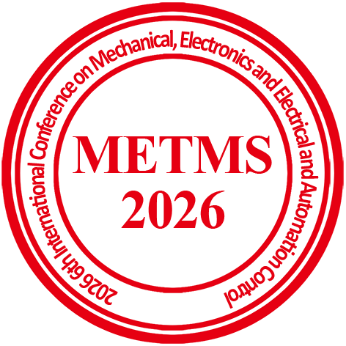 2026 6th International Conference on Mechanical, Electronics and Electrical and Automation Control
METMS
2026